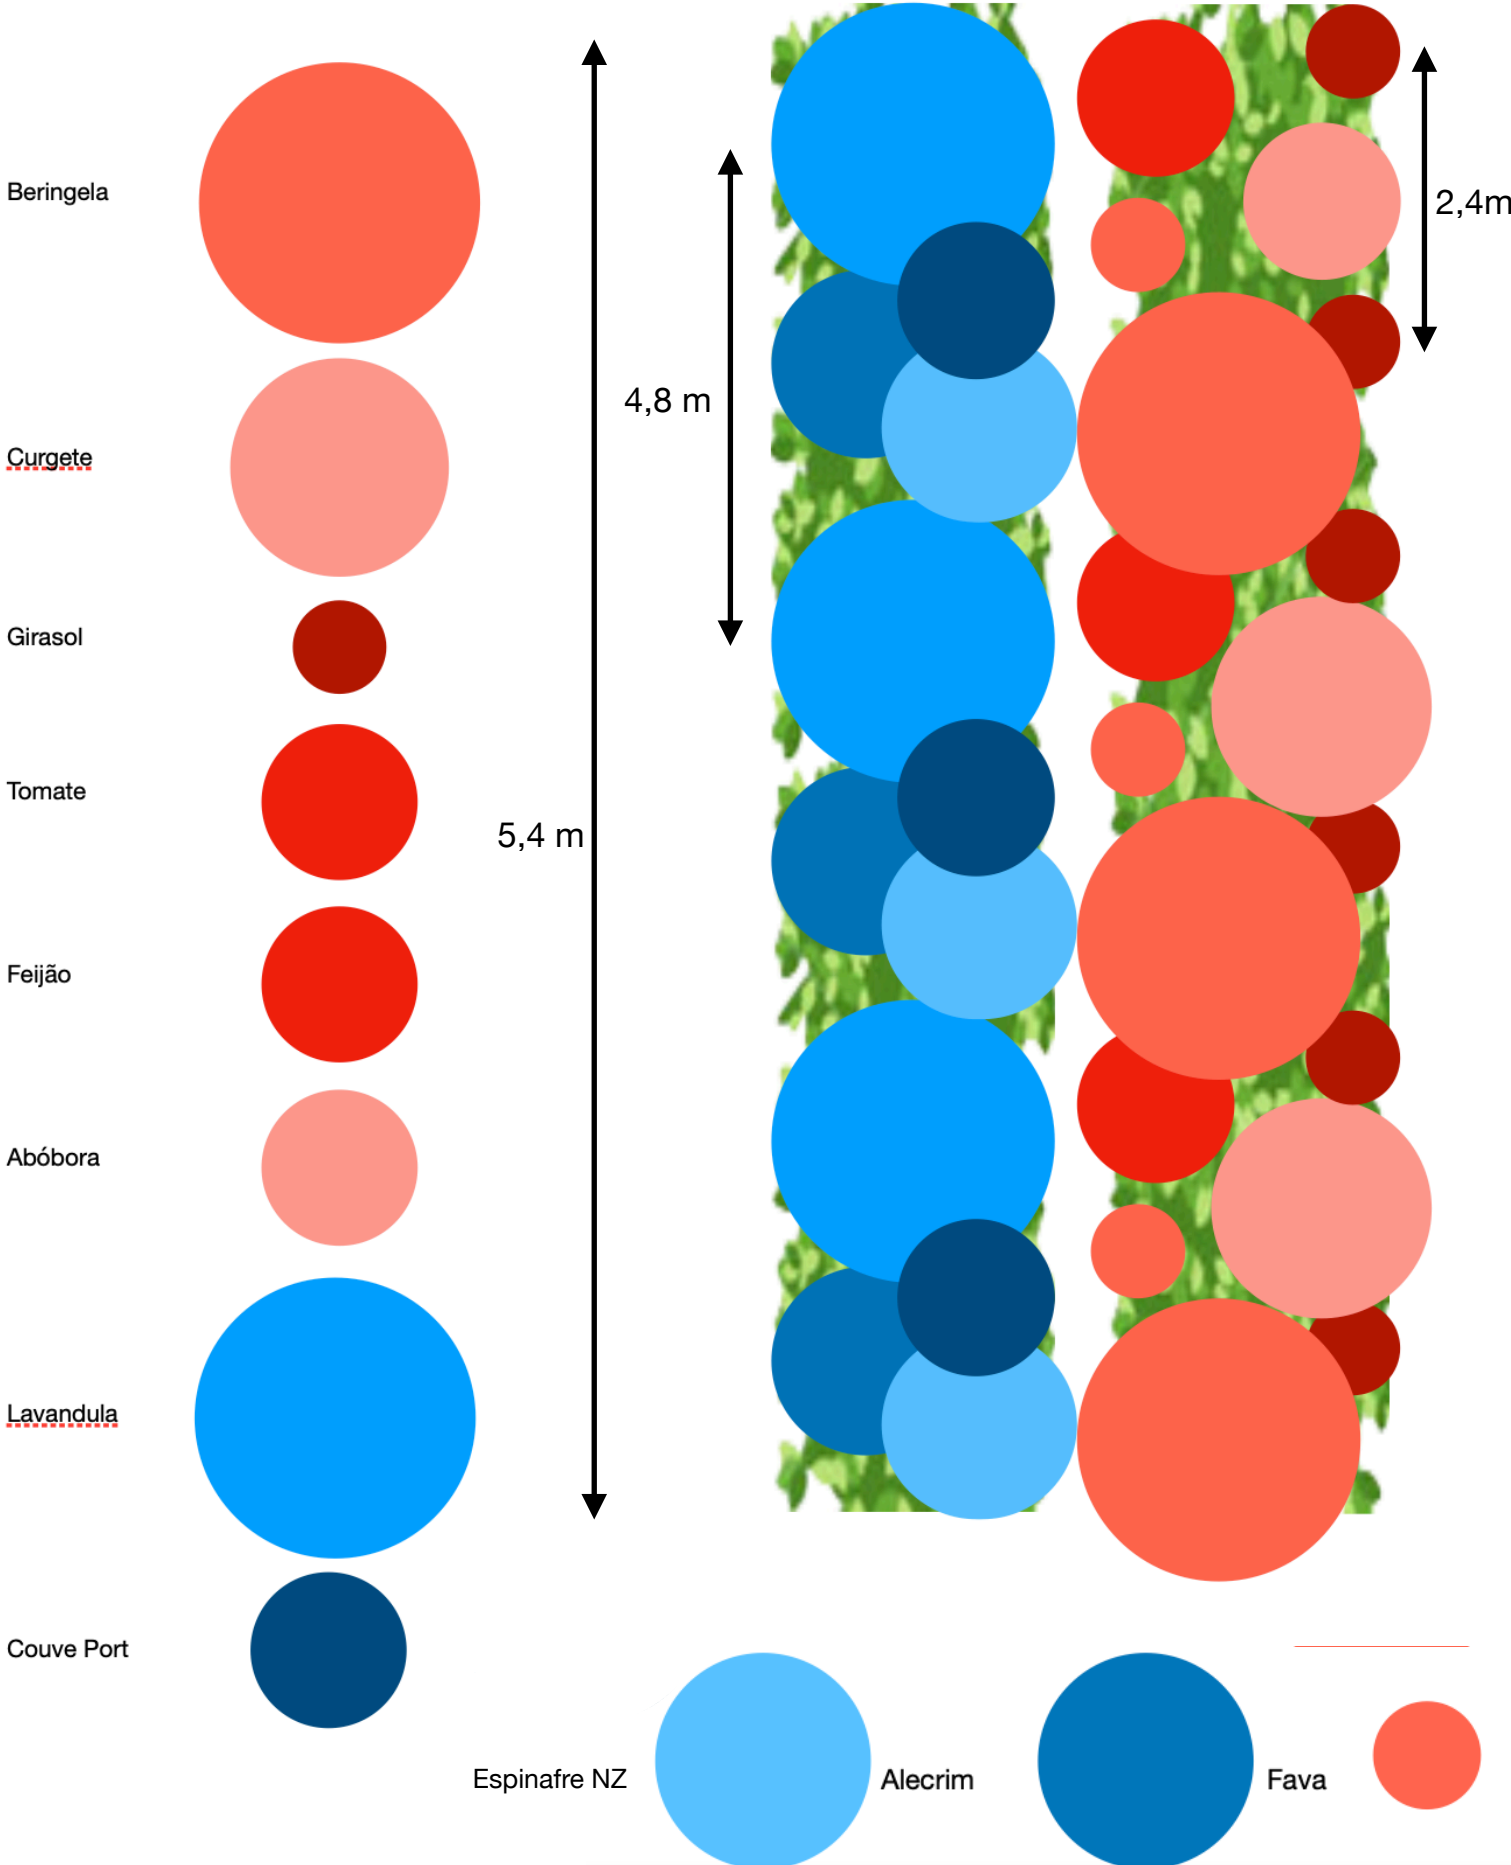 Beringela
Curgete
Girasol
Tomate
Feijão
Abóbora
Lavandula
Couve Port
5,4 m
4,8 m
2,4m
Espinafre NZ
Alecrim
Fava